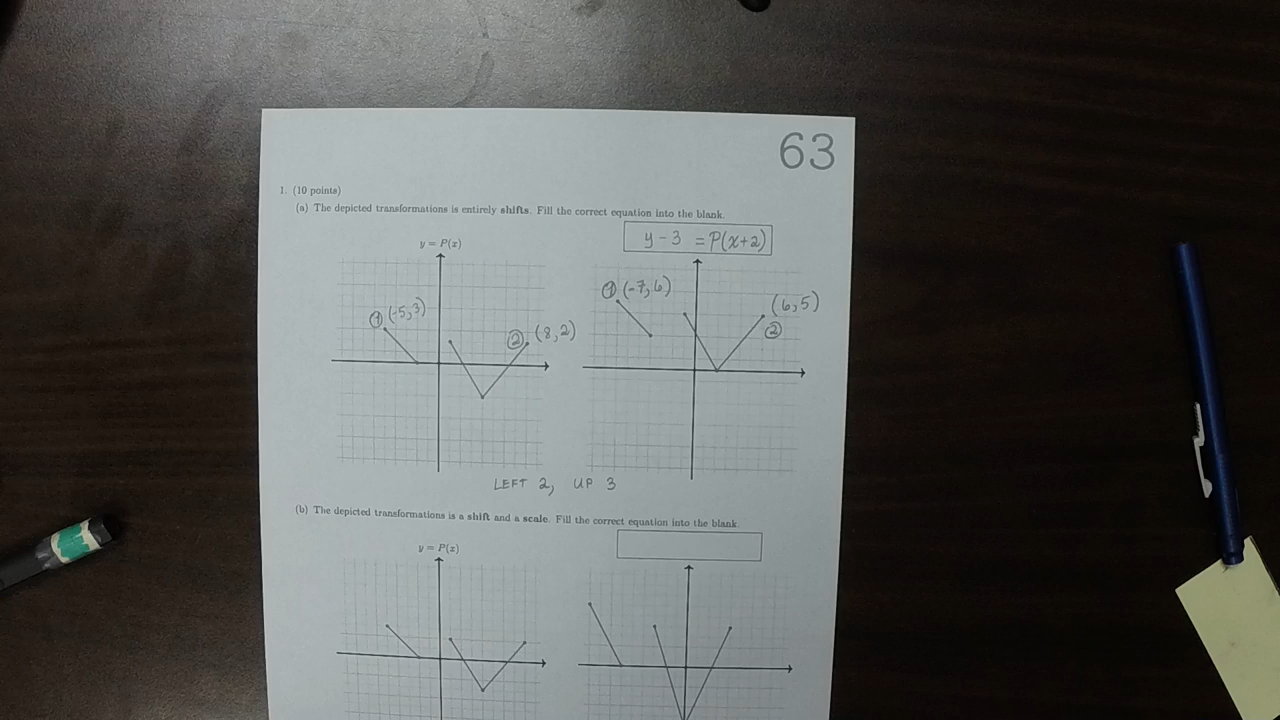 63
1. (10 points)
(a) The depicted transformations is entirely shifts. Fill the correct equation into the blank.
y = P(x)
y - 3 = P(x+2)
① (-5,3)
② (8,2)
① (-7,6)
(6,5)
②
LEFT 2, UP 3
(b) The depicted transformations is a shift and a scale. Fill the correct equation into the blank.
y = P(x)